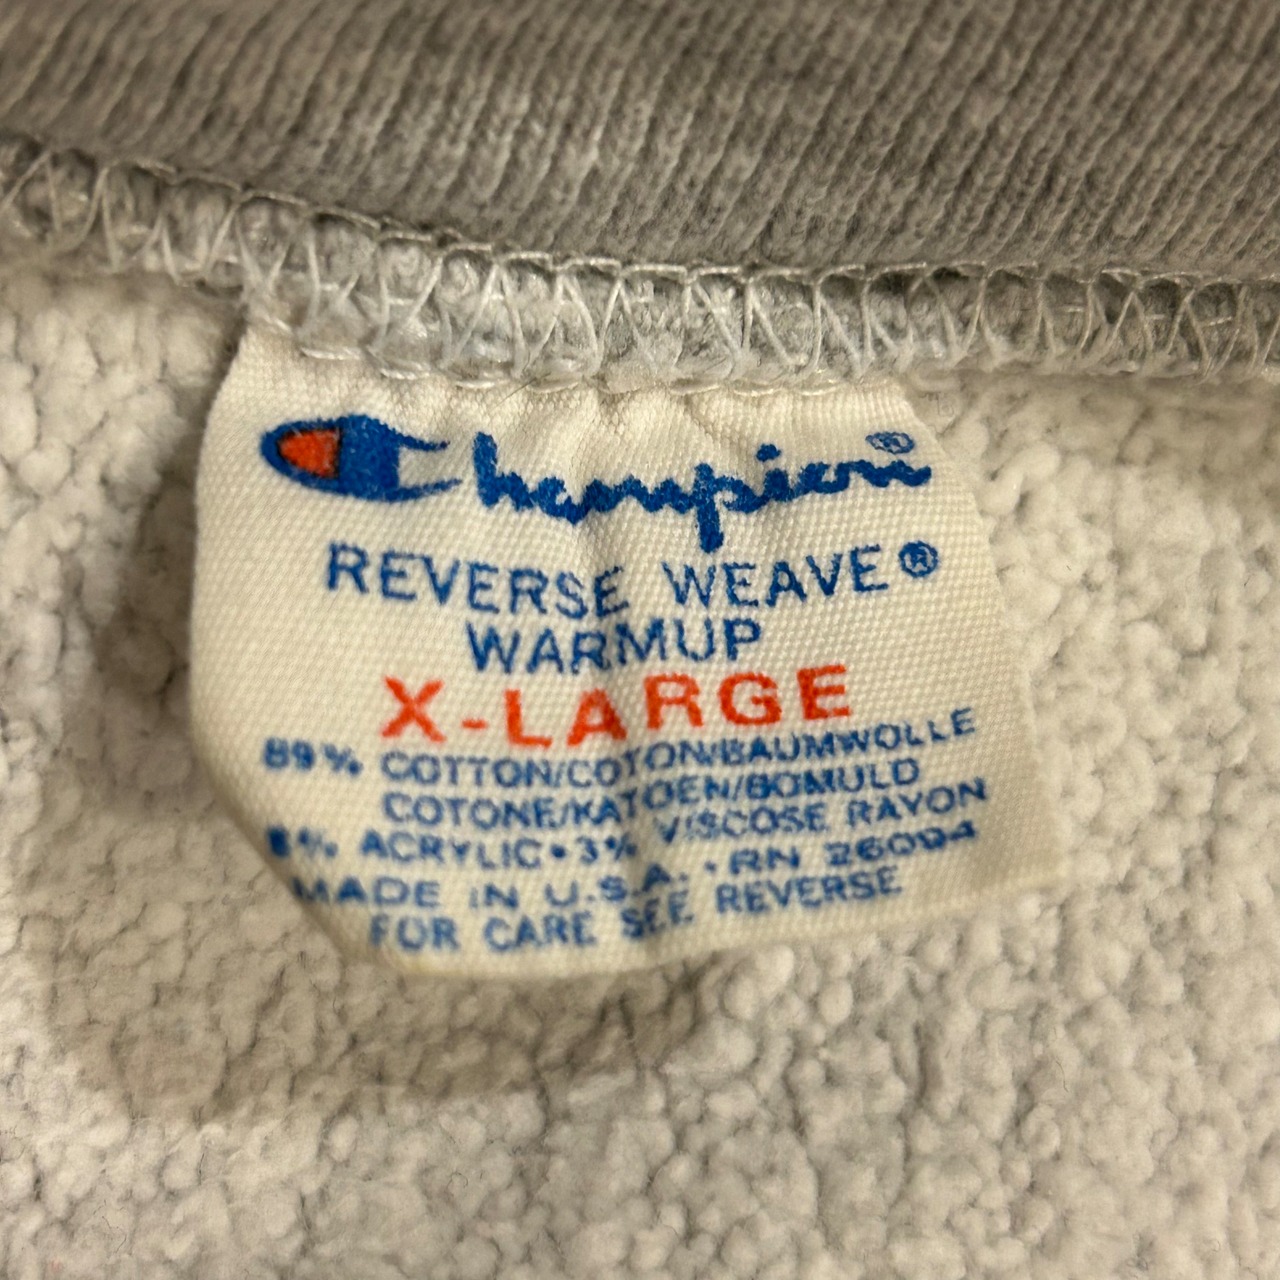 Champion®
REVERSE WEAVE®
WARMUP
X-LARGE
89% COTTON/COTON/BAUMWOLLE
COTONE/KATOEN/BOMULD
8% ACRYLIC • 3% VISCOSE RAYON
MADE IN U.S.A. • RN 26094
FOR CARE SEE REVERSE